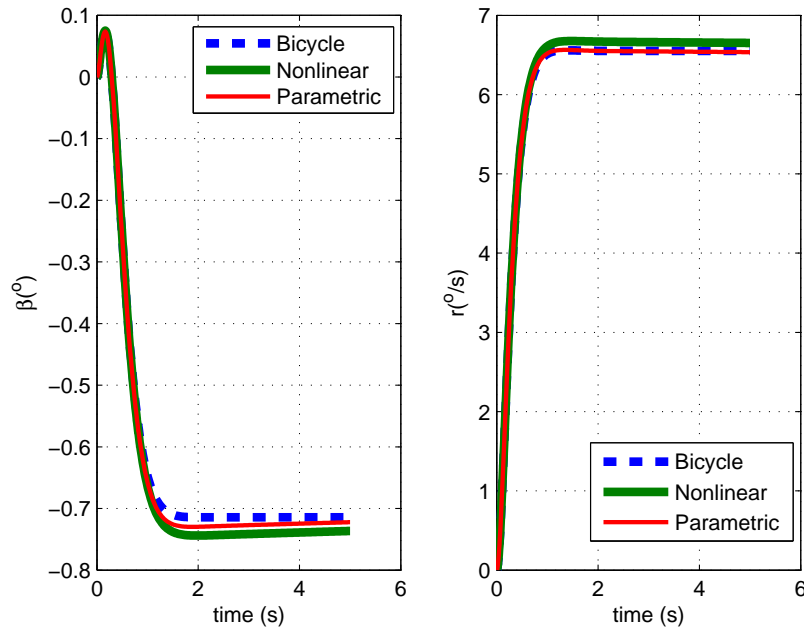 0.1
0
−0.1
−0.2
−0.3
−0.4
−0.5
−0.6
−0.7
−0.8
0
2
4
6
time (s)
β(°)
Bicycle
Nonlinear
Parametric
7
6
5
4
3
2
1
0
0
2
4
6
time (s)
r(°/s)
Bicycle
Nonlinear
Parametric